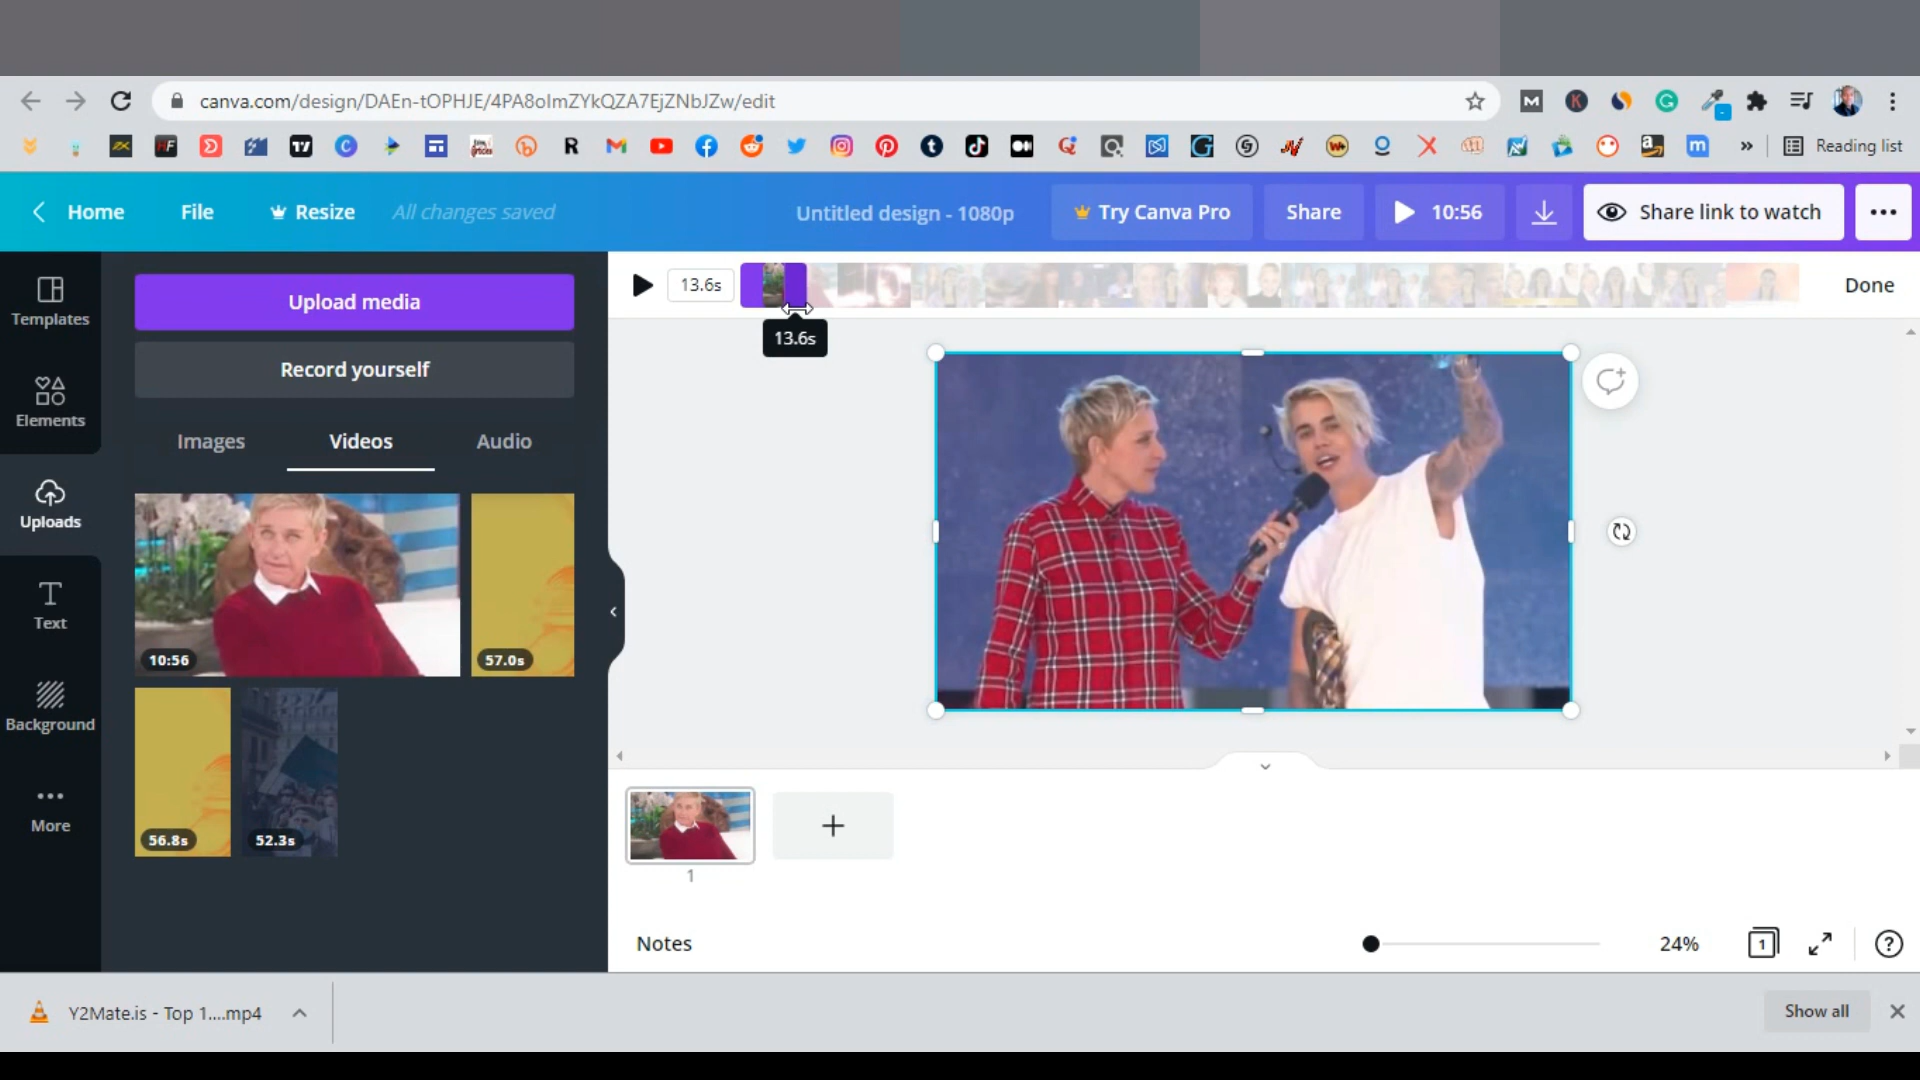 canva.com/design/DAEn-tOPHJE/4PA8oImZYkQZA7EjZNbJZw/edit
Reading list
Home
File
Resize
All changes saved
Untitled design - 1080p
Try Canva Pro
Share
10:56
Share link to watch
Templates
Elements
Uploads
Text
Background
More
Upload media
Record yourself
Images
Videos
Audio
10:56
57.0s
56.8s
52.3s
13.6s
Done
13.6s
1
Notes
24%
1
Y2Mate.is - Top 1....mp4
Show all